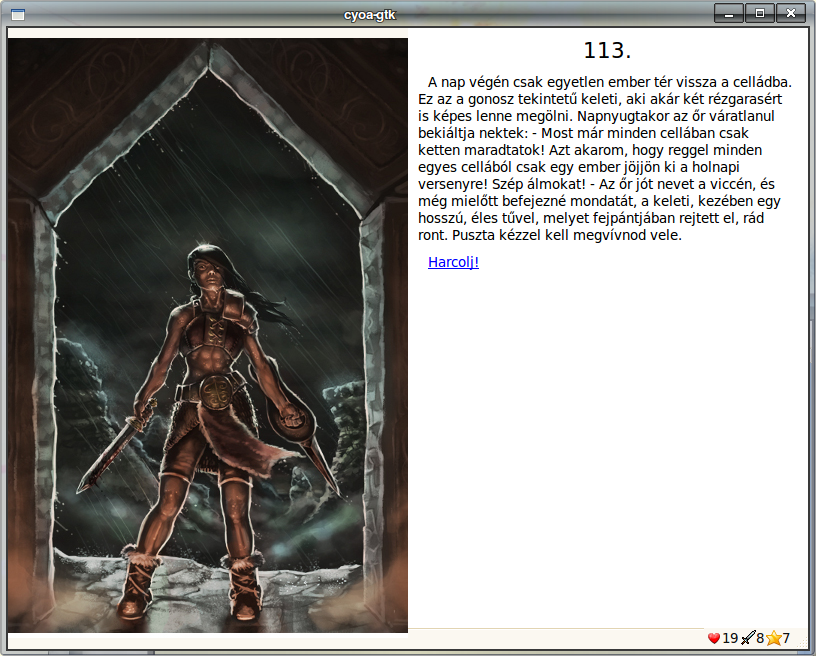 cyoa-gtk
113.
A nap végén csak egyetlen ember tér vissza a celládba.
Ez az a gonosz tekintetű keleti, aki akár két rézgarasért
is képes lenne megölni. Napnyugtakor az őr váratlanul
bekiáltja nektek: - Most már minden cellában csak
ketten maradtatok! Azt akarom, hogy reggel minden
egyes cellából csak egy ember jöjjön ki a holnapi
versenyre! Szép álmokat! - Az őr jót nevet a viccén, és
még mielőtt befejezné mondatát, a keleti, kezében egy
hosszú, éles tűvel, melyet fejpántjában rejtett el, rád
ront. Puszta kézzel kell megvívnod vele.
Harcolj!
19 8 7